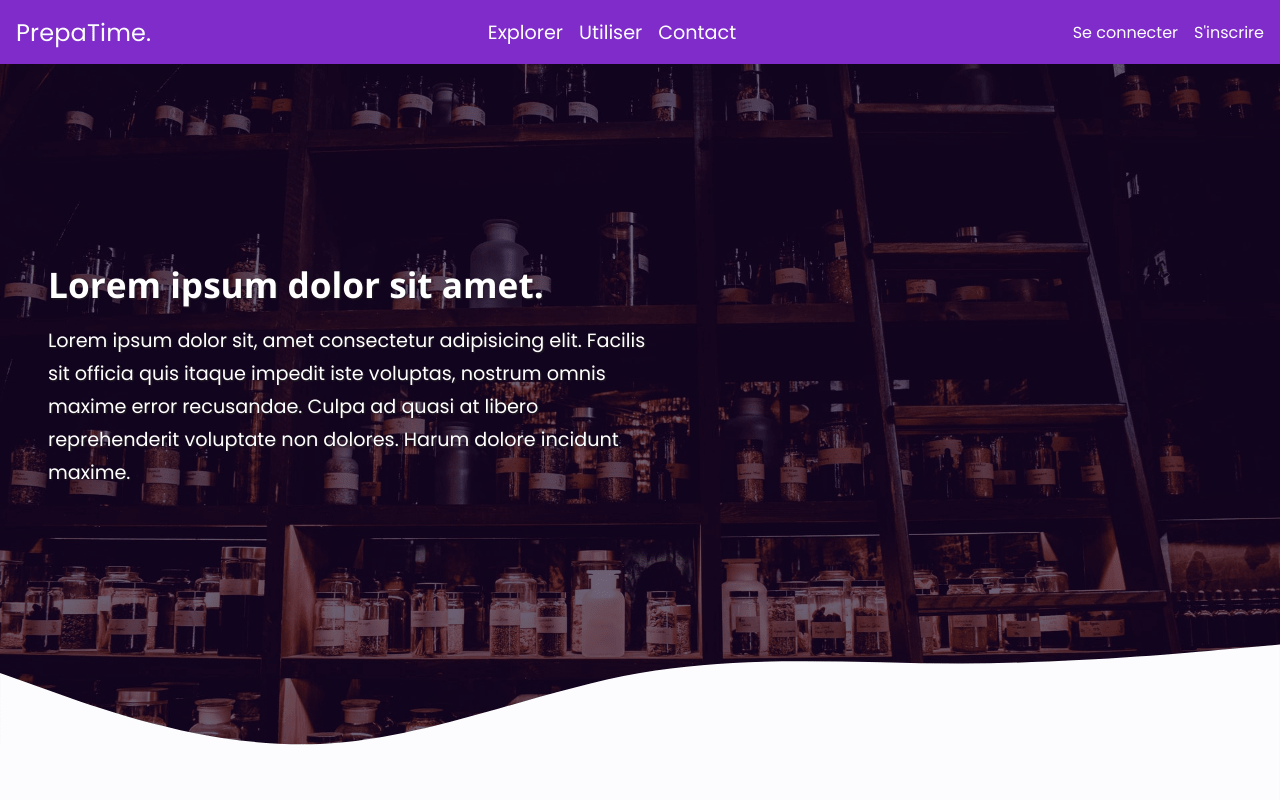 PrepaTime.
Explorer Utiliser Contact
Se connecter S'inscrire
Lorem ipsum dolor sit amet.
Lorem ipsum dolor sit, amet consectetur adipisicing elit. Facilis
sit officia quis itaque impedit iste voluptas, nostrum omnis
maxime error recusandae. Culpa ad quasi at libero
reprehenderit voluptate non dolores. Harum dolore incidunt
maxime.